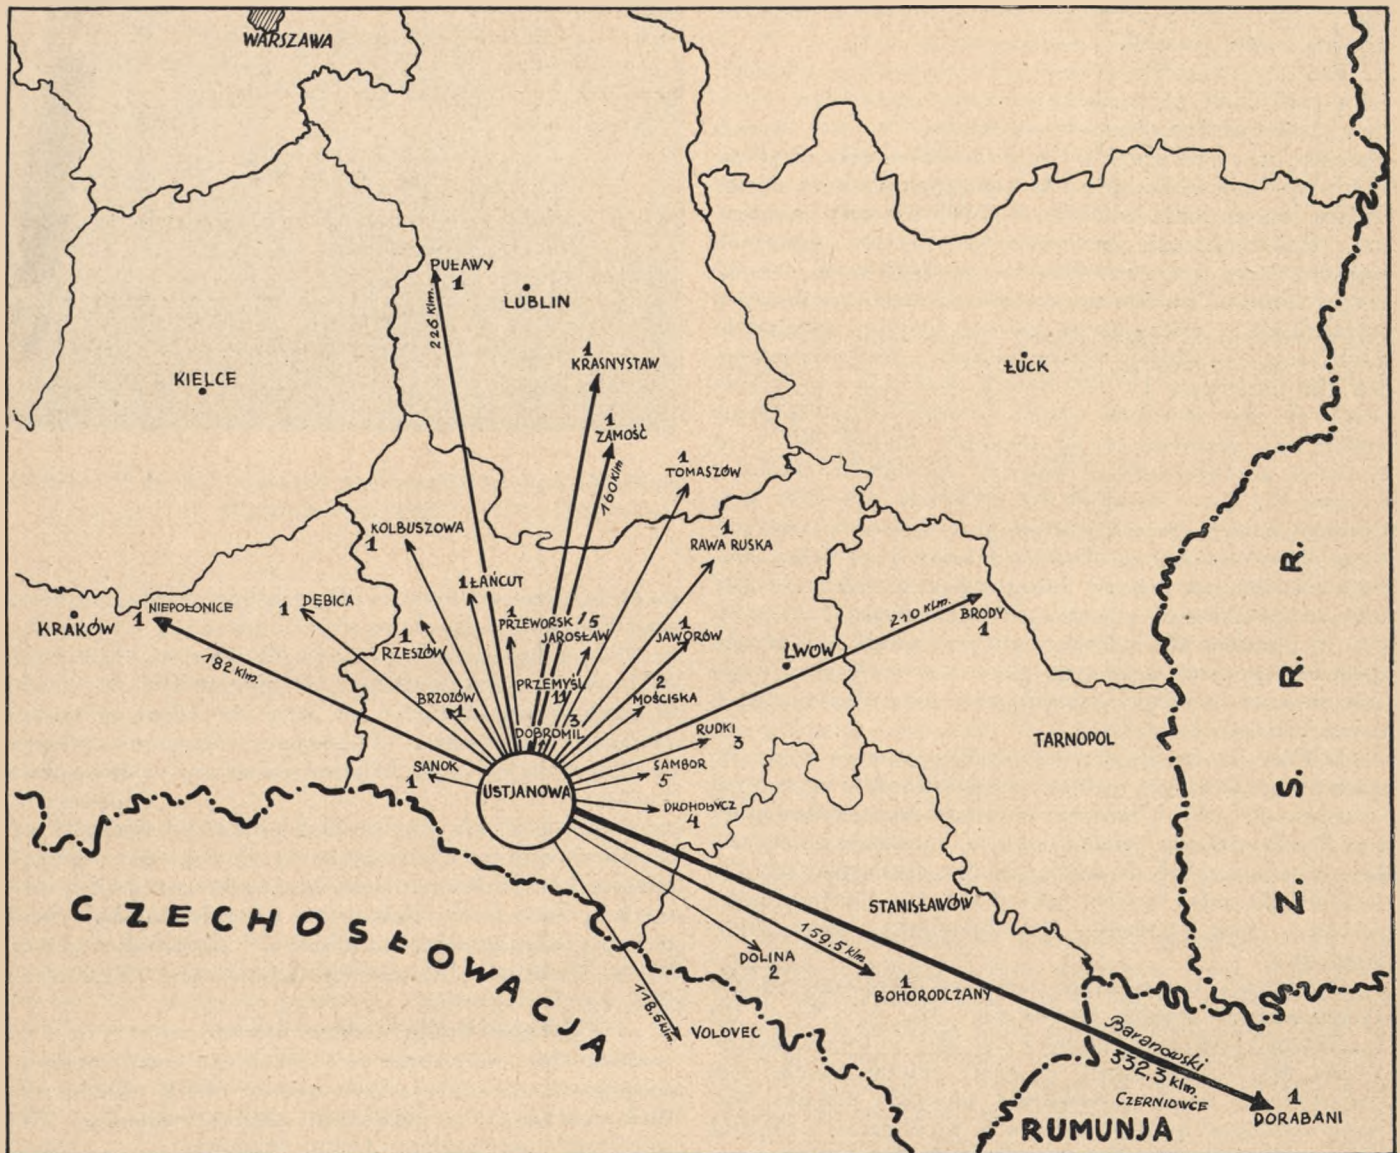 WARSZAWA
PUŁAWY
1
226 klm.
LUBLIN
1
KRASNYSTAW
KIELCE
ŁUCK
1
ZAMOŚĆ
160 klm
1
TOMASZÓW
KOLBUSZOWA
1
1
RAWA RUSKA
1 ŁAŃCUT
1 DĘBICA
NIEPOŁONICE
1
KRAKÓW
182 klm.
1
PRZEWORSK
15
JAROSŁAW
1
RZESZÓW
1
JAWORÓW
210 klm.
BRODY
1
LWÓW
PRZEMYŚL
11
2
MOŚCISKA
BRZOZÓW
1
3
DOBROMIL
RUDKI
3
TARNOPOL
SANOK
1
SAMBOR
5
USTJANOWA
DROHOBYCZ
4
STANISŁAWÓW
159.5 klm.
DOLINA
2
1
BOHORODCZANY
118.5 klm.
VOLOVEC
CZECHOSŁOWACJA
Z. S. R. R.
Baranowski
332,3 klm.
CZERNIOWCE
1
DORABANI
RUMUNJA